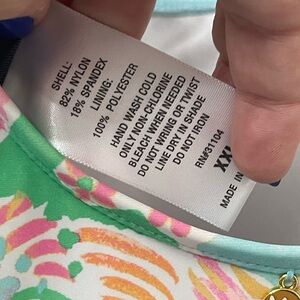 SHELL:
82% NYLON
18% SPANDEX
LINING:
100% POLYESTER
HAND WASH COLD
ONLY NON-CHLORINE
BLEACH WHEN NEEDED
DO NOT WRING OR TWIST
LINE DRY IN SHADE
DO NOT IRON
RN#31104
MADE IN